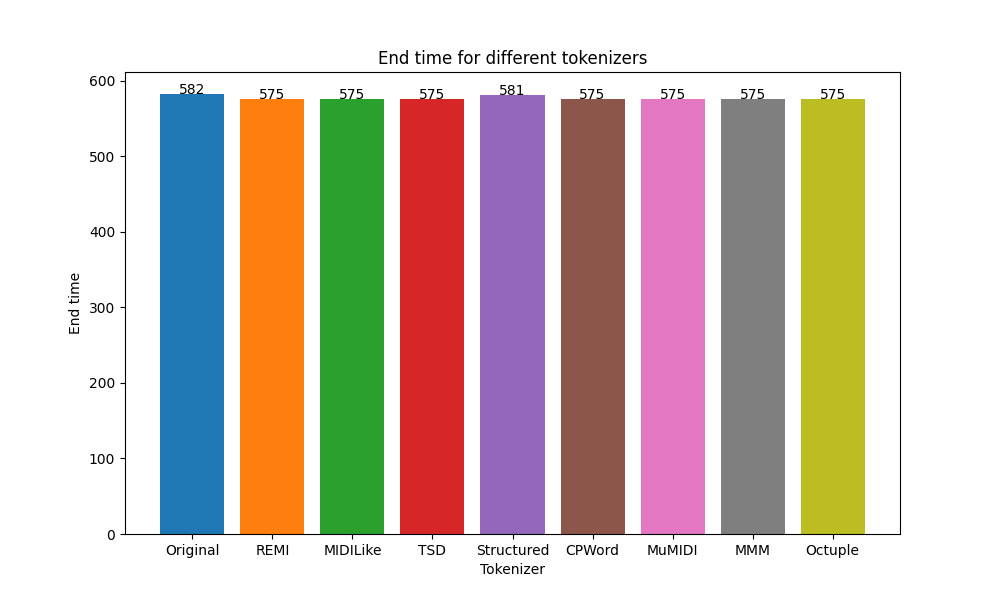 End time for different tokenizers
600
500
400
300
200
100
0
End time
582
575
575
575
581
575
575
575
575
Original
REMI
MIDILike
TSD
Structured
CPWord
MuMIDI
MMM
Octuple
Tokenizer